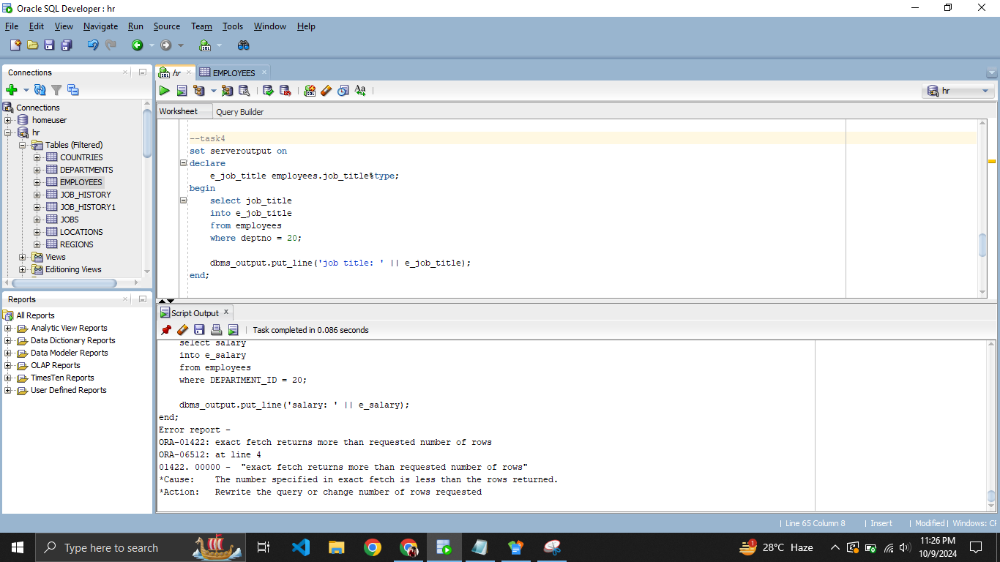 Oracle SQL Developer : hr
File Edit View Navigate Run Source Team Tools Window Help
Connections
Connections
homeuser
hr
Tables (Filtered)
COUNTRIES
DEPARTMENTS
EMPLOYEES
JOB_HISTORY
JOB_HISTORY1
JOBS
LOCATIONS
REGIONS
Views
Editioning Views
Reports
All Reports
Analytic View Reports
Data Dictionary Reports
Data Modeler Reports
OLAP Reports
TimesTen Reports
User Defined Reports
hr EMPLOYEES
hr
Worksheet Query Builder
--task4
set serveroutput on
declare
    e_job_title employees.job_title%type;
begin
    select job_title
    into e_job_title
    from employees
    where deptno = 20;
    dbms_output.put_line('job title: ' || e_job_title);
end;
Script Output
Task completed in 0.086 seconds
    select salary
    into e_salary
    from employees
    where DEPARTMENT_ID = 20;
    dbms_output.put_line('salary: ' || e_salary);
end;
Error report -
ORA-01422: exact fetch returns more than requested number of rows
ORA-06512: at line 4
01422. 00000 -  "exact fetch returns more than requested number of rows"
*Cause:    The number specified in exact fetch is less than the rows returned.
*Action:   Rewrite the query or change number of rows requested
Line 65 Column 8 | Insert | Modified | Windows: CF
Type here to search
1
28°C Haze
11:26 PM
10/9/2024